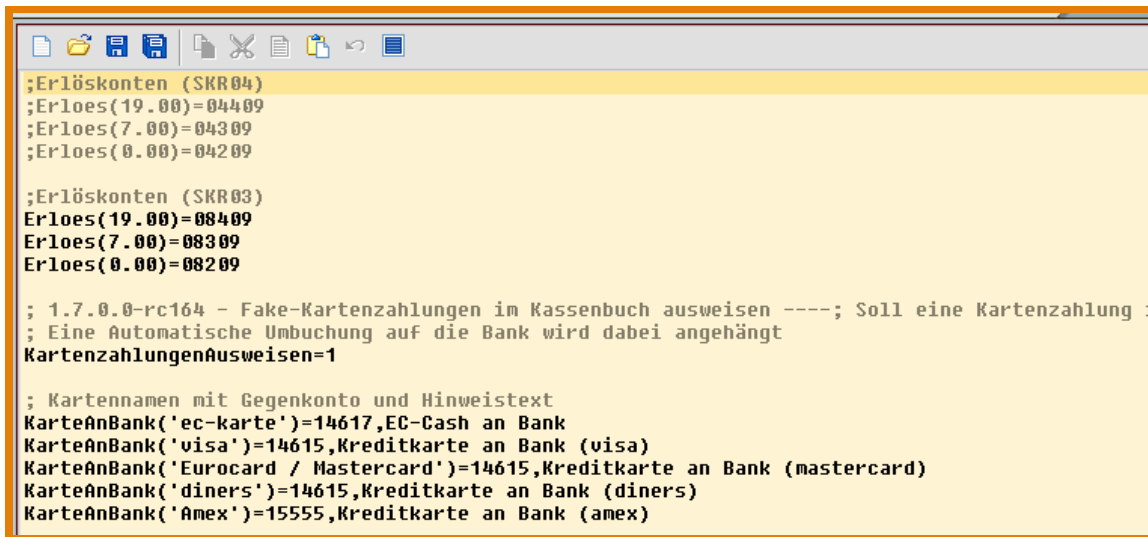 ;Erlöskonten (SKR04)
;Erloes(19.00)=04409
;Erloes(7.00)=04309
;Erloes(0.00)=04209
;Erlöskonten (SKR03)
Erloes(19.00)=08409
Erloes(7.00)=08309
Erloes(0.00)=08209
; 1.7.0.0-rc164 - Fake-Kartenzahlungen im Kassenbuch ausweisen ----; Soll eine Kartenzahlung
; Eine Automatische Umbuchung auf die Bank wird dabei angehängt
KartenzahlungenAusweisen=1
; Kartennamen mit Gegenkonto und Hinweistext
KarteAnBank('ec-karte')=14617,EC-Cash an Bank
KarteAnBank('visa')=14615,Kreditkarte an Bank (visa)
KarteAnBank('Eurocard / Mastercard')=14615,Kreditkarte an Bank (mastercard)
KarteAnBank('diners')=14615,Kreditkarte an Bank (diners)
KarteAnBank('Amex')=15555,Kreditkarte an Bank (amex)